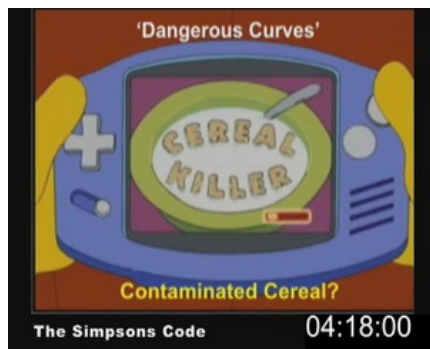 'Dangerous Curves'
CEREAL
KILLER
Contaminated Cereal?
The Simpsons Code
04:18:00